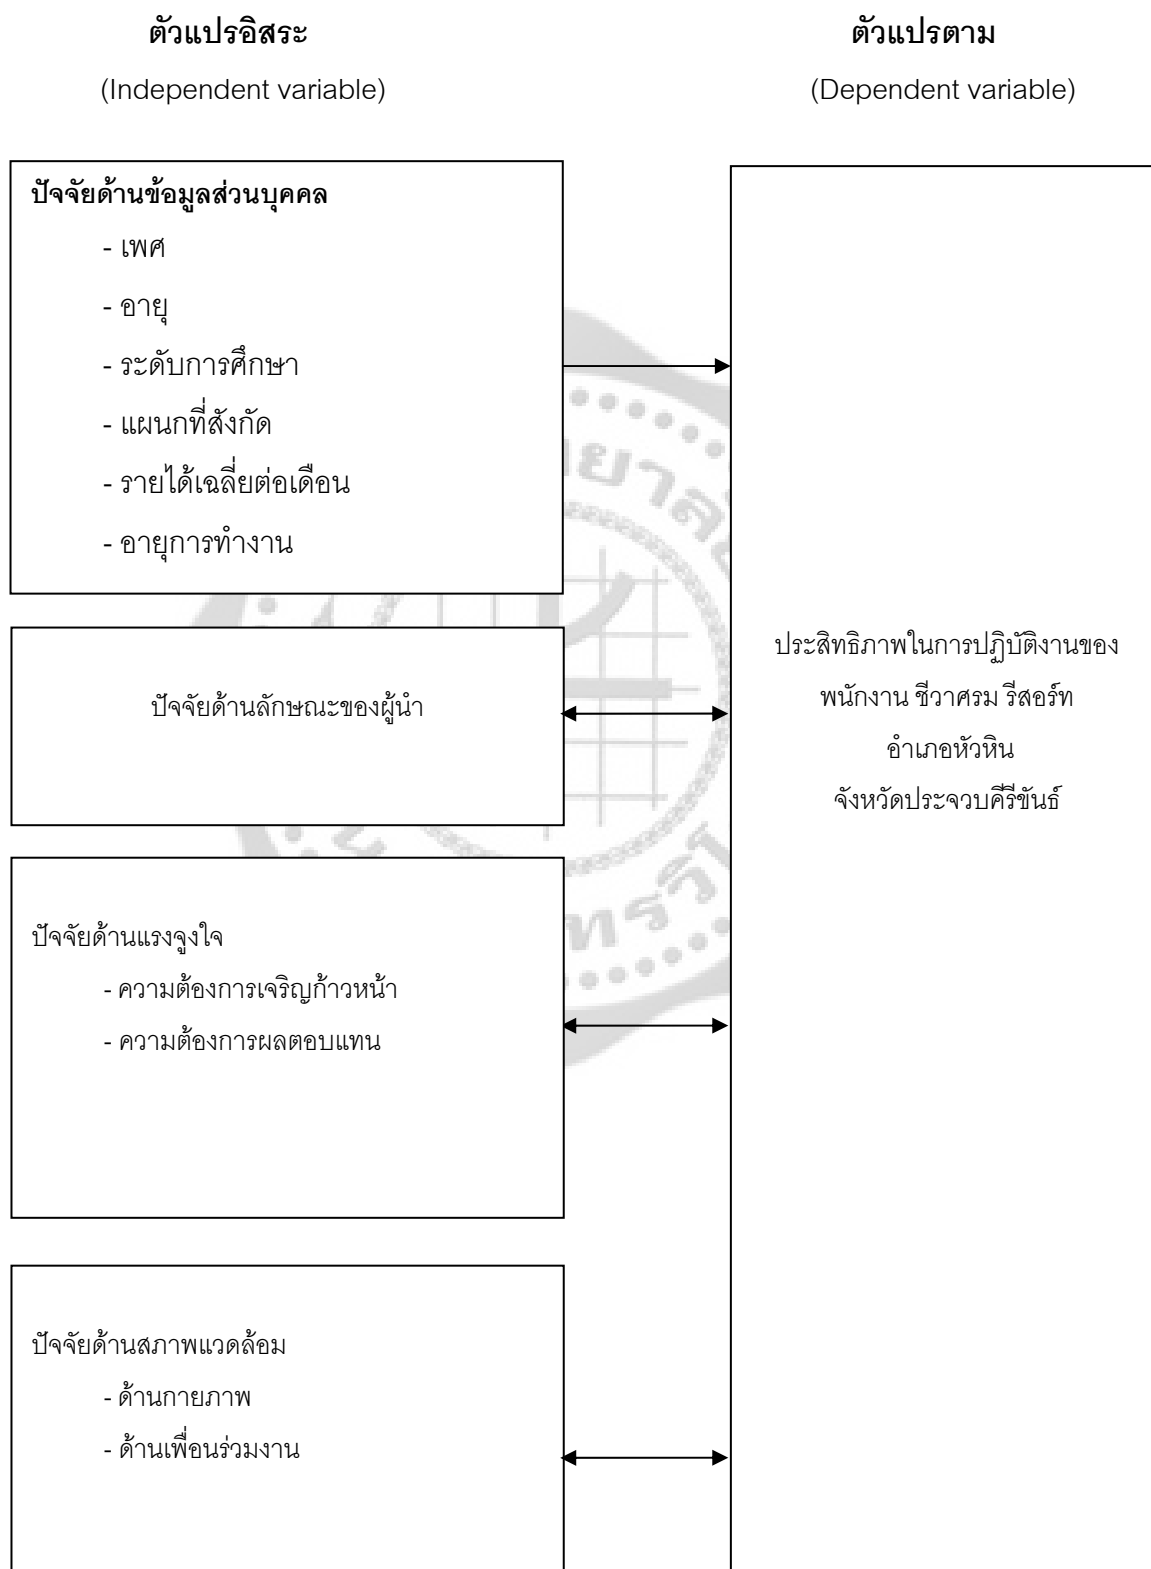 ตัวแปรอิสระ
(Independent variable)
ตัวแปรตาม
(Dependent variable)
ปัจจัยด้านข้อมูลส่วนบุคคล
- เพศ
- อายุ
- ระดับการศึกษา
- แผนกที่สังกัด
- รายได้เฉลี่ยต่อเดือน
- อายุการทำงาน
ปัจจัยด้านลักษณะของผู้นำ
ปัจจัยด้านแรงจูงใจ
- ความต้องการเจริญก้าวหน้า
- ความต้องการผลตอบแทน
ปัจจัยด้านสภาพแวดล้อม
- ด้านกายภาพ
- ด้านเพื่อนร่วมงาน
ประสิทธิภาพในการปฏิบัติงานของ
พนักงาน ชีวาศรม รีสอร์ท
อำเภอหัวหิน
จังหวัดประจวบคีรีขันธ์